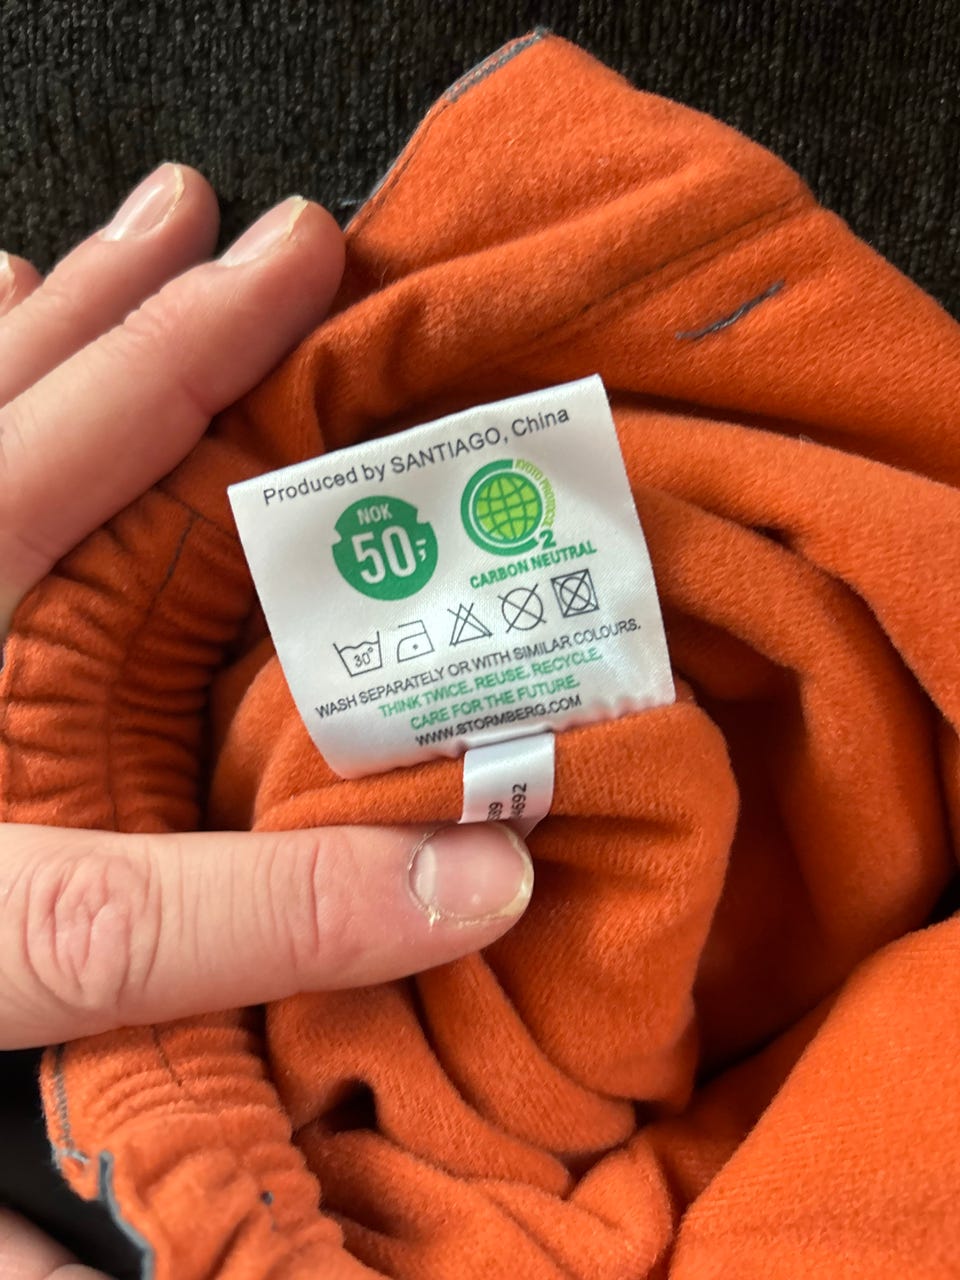 Produced by SANTIAGO, China
NOK
50,-
KYOTO PROTOCOL
2
CARBON NEUTRAL
30°
WASH SEPARATELY OR WITH SIMILAR COLOURS.
THINK TWICE. REUSE. RECYCLE.
CARE FOR THE FUTURE.
WWW.STORMBERG.COM